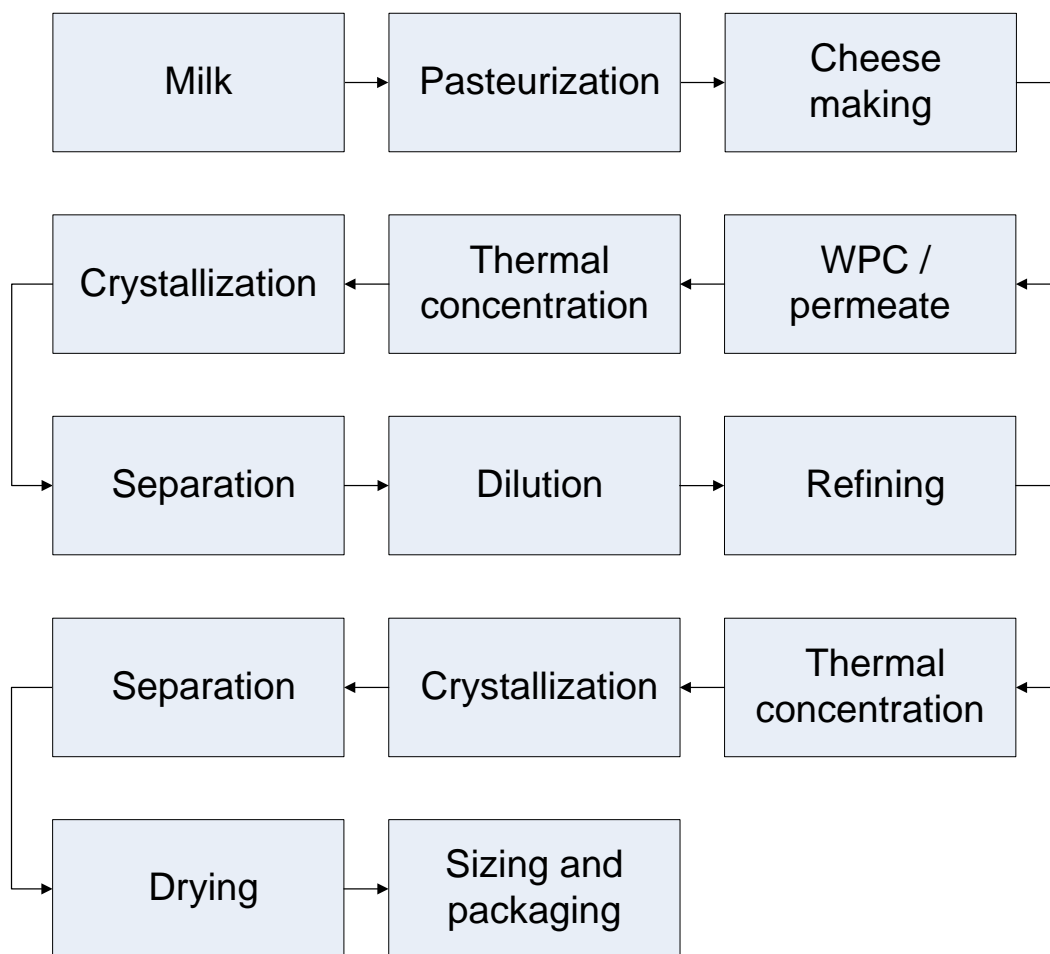 Milk
Pasteurization
Cheese
making
WPC /
permeate
Thermal
concentration
Crystallization
Separation
Dilution
Refining
Thermal
concentration
Crystallization
Separation
Drying
Sizing and
packaging